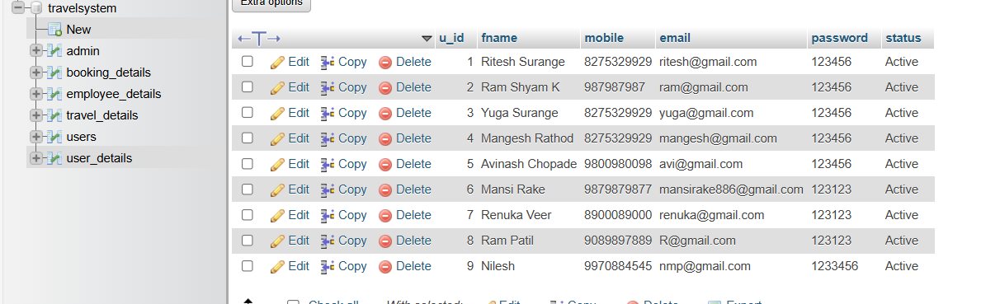 travelsystem
New
admin
booking_details
employee_details
travel_details
users
user_details
Extra options
u_id fname mobile email password status
Edit Copy Delete 1 Ritesh Surange 8275329929 ritesh@gmail.com 123456 Active
Edit Copy Delete 2 Ram Shyam K 987987987 ram@gmail.com 123456 Active
Edit Copy Delete 3 Yuga Surange 8275329929 yuga@gmail.com 123456 Active
Edit Copy Delete 4 Mangesh Rathod 8275329929 mangesh@gmail.com 123456 Active
Edit Copy Delete 5 Avinash Chopade 9800980098 avi@gmail.com 123456 Active
Edit Copy Delete 6 Mansi Rake 9879879877 mansirake886@gmail.com 123123 Active
Edit Copy Delete 7 Renuka Veer 8900089000 renuka@gmail.com 123123 Active
Edit Copy Delete 8 Ram Patil 9089897889 R@gmail.com 123123 Active
Edit Copy Delete 9 Nilesh 9970884545 nmp@gmail.com 1233456 Active
Check all With selected: Edit Copy Delete Export